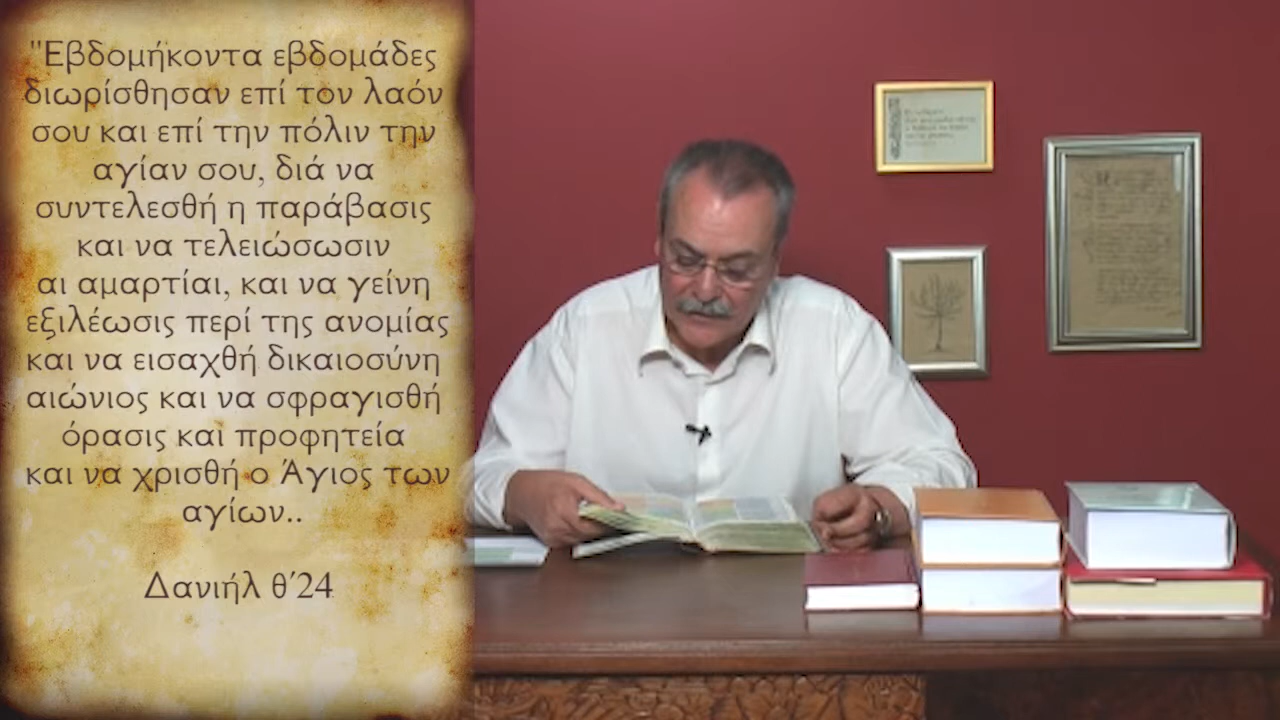 "Εβδομήκοντα εβδομάδες
διωρίσθησαν επί τον λαόν
σου και επί την πόλιν την
αγίαν σου, διά να
συντελεσθή η παράβασις
και να τελειώσωσιν
αι αμαρτίαι, και να γείνη
εξιλέωσις περί της ανομίας
και να εισαχθή δικαιοσύνη
αιώνιος και να σφραγισθή
όρασις και προφητεία
και να χρισθή ο Άγιος των
αγίων..
Δανιήλ θ΄24